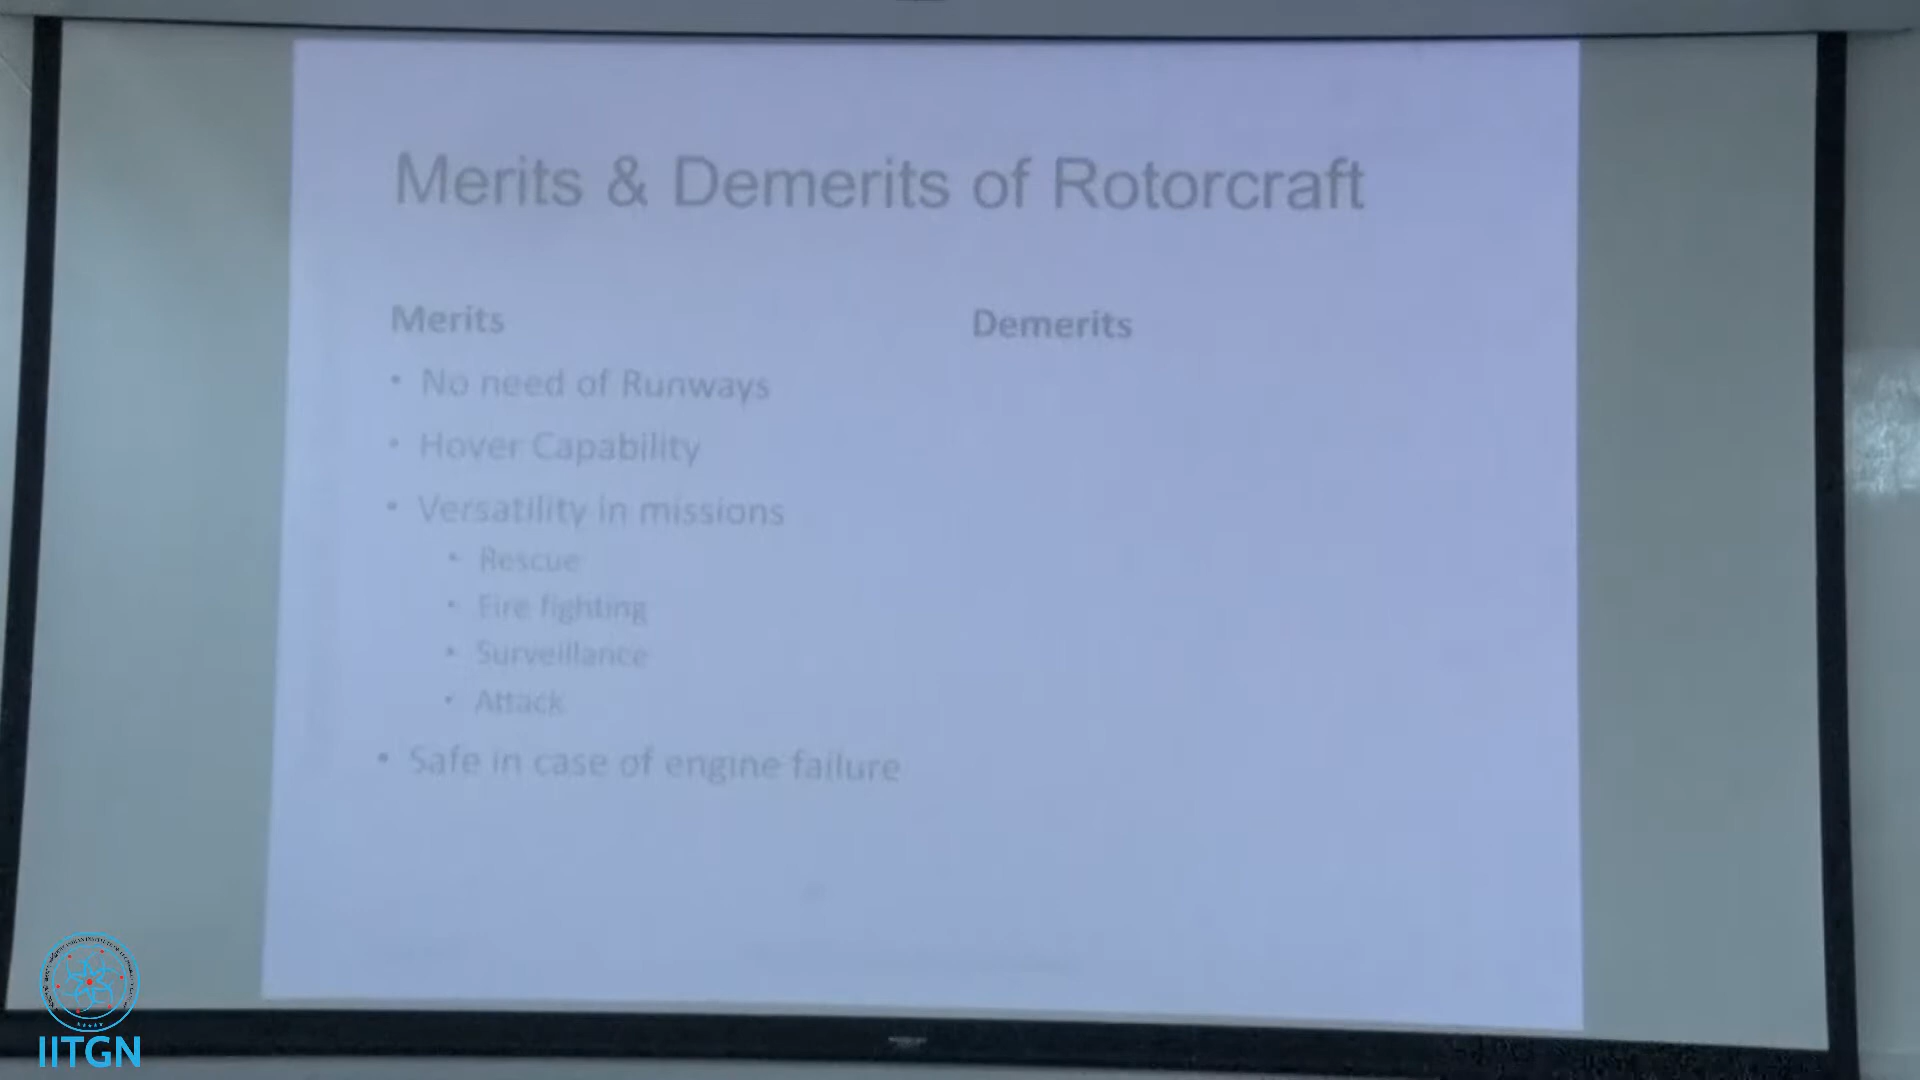 Merits & Demerits of Rotorcraft
Merits
• No need of Runways
• Hover Capability
• Versatility in missions
• Rescue
• Fire fighting
• Surveillance
• Attack
• Safe in case of engine failure
Demerits
IITGN